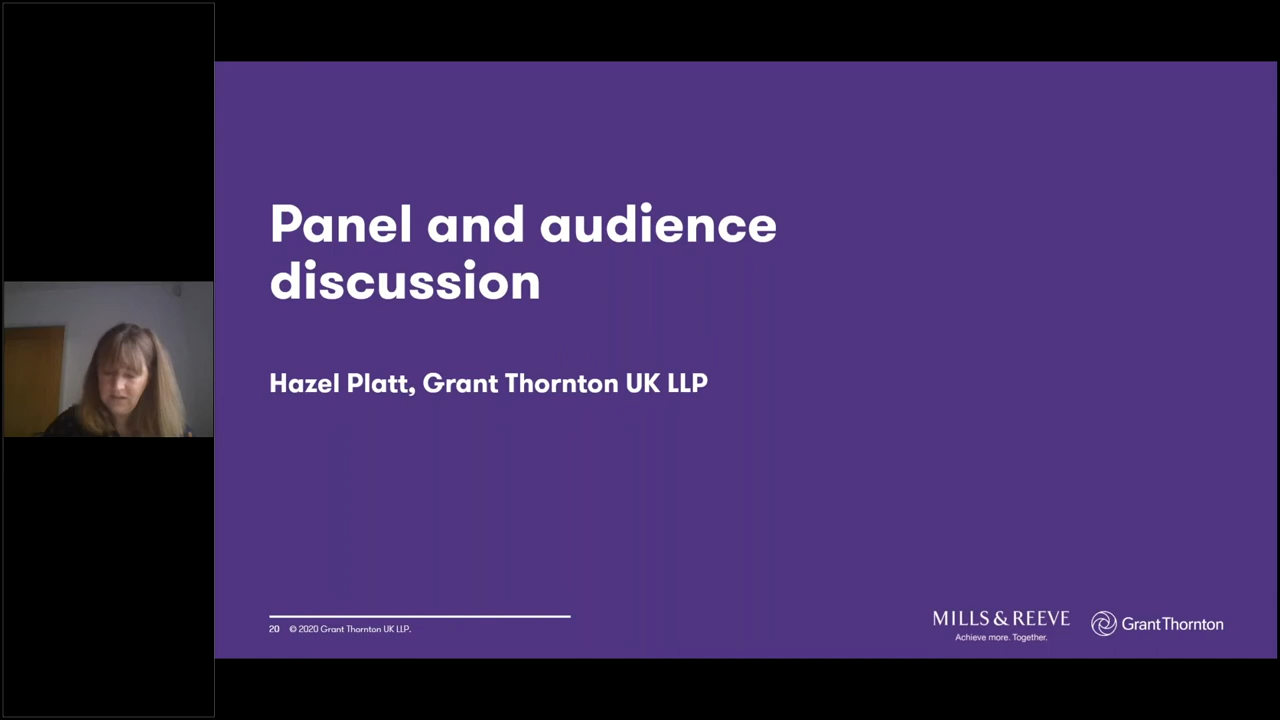 Panel and audience
discussion
Hazel Platt, Grant Thornton UK LLP
20 © 2020 Grant Thornton UK LLP.
MILLS & REEVE
Achieve more. Together.
Grant Thornton